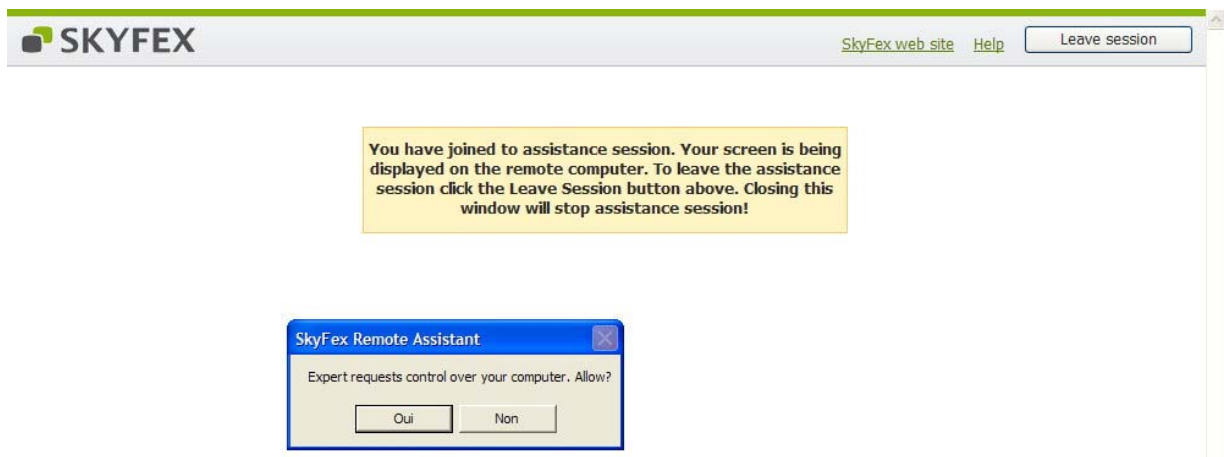 SKYFEX
SkyFex web site Help Leave session
You have joined to assistance session. Your screen is being
displayed on the remote computer. To leave the assistance
session click the Leave Session button above. Closing this
window will stop assistance session!
SkyFex Remote Assistant
Expert requests control over your computer. Allow?
Oui Non